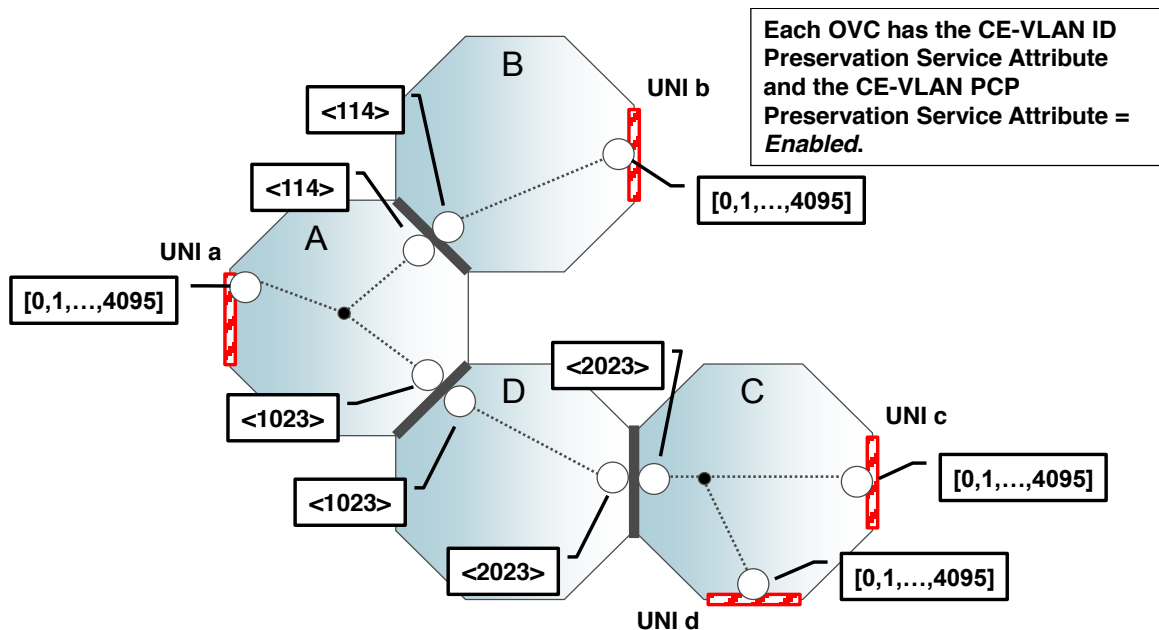 Each OVC has the CE-VLAN ID
Preservation Service Attribute
and the CE-VLAN PCP
Preservation Service Attribute =
Enabled.
B
UNI b
<114>
<114>
[0,1,…,4095]
A
UNI a
[0,1,…,4095]
<2023>
D
C
<1023>
UNI c
<1023>
[0,1,…,4095]
<2023>
[0,1,…,4095]
UNI d